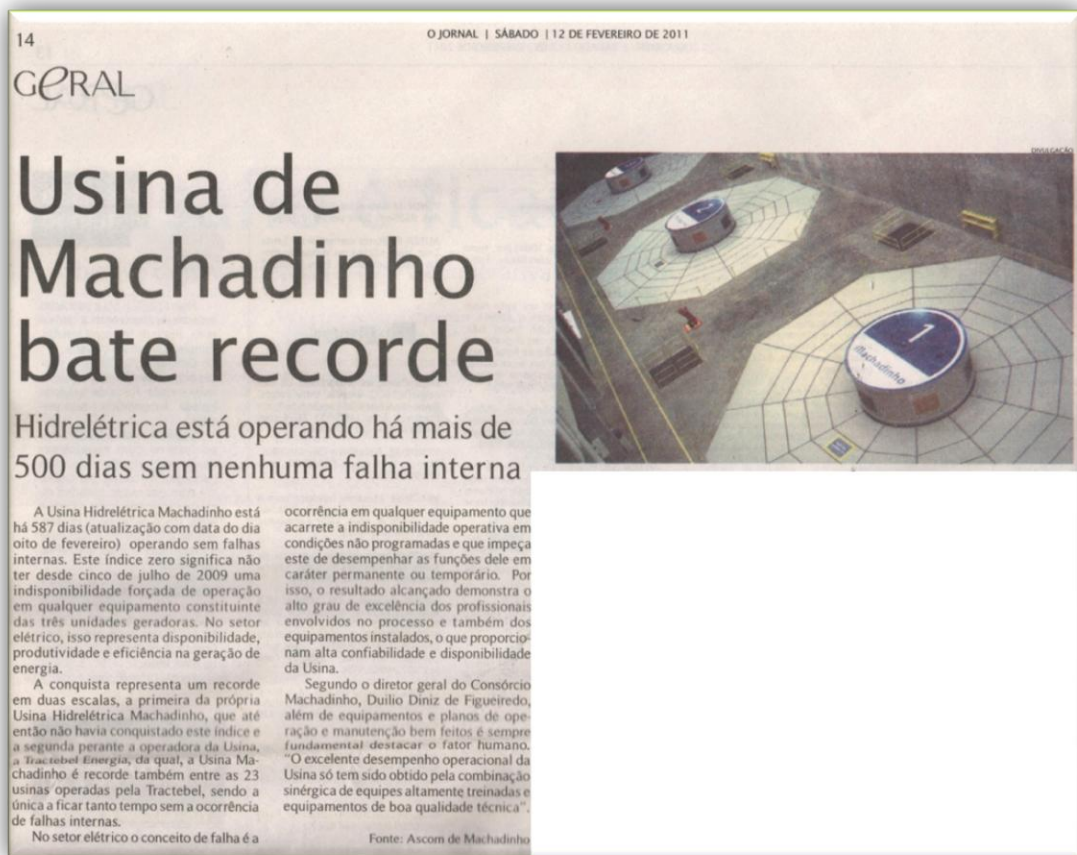 14
O JORNAL | SÁBADO | 12 DE FEVEREIRO DE 2011
GeRAL
Usina de
Machadinho
bate recorde
Hidrelétrica está operando há mais de
500 dias sem nenhuma falha interna
DIVULGAÇÃO
2
1
Machadinho
A Usina Hidrelétrica Machadinho está
há 587 dias (atualização com data do dia
oito de fevereiro) operando sem falhas
internas. Este índice zero significa não
ter desde cinco de julho de 2009 uma
indisponibilidade forçada de operação
em qualquer equipamento constituinte
das três unidades geradoras. No setor
elétrico, isso representa disponibilidade,
produtividade e eficiência na geração de
energia.
A conquista representa um recorde
em duas escalas, a primeira da própria
Usina Hidrelétrica Machadinho, que até
então não havia conquistado este índice e
a segunda perante a operadora da Usina,
a Tractebel Energia, da qual, a Usina Ma-
chadinho é recorde também entre as 23
usinas operadas pela Tractebel, sendo a
única a ficar tanto tempo sem a ocorrência
de falhas internas.
No setor elétrico o conceito de falha é a
ocorrência em qualquer equipamento que
acarrete a indisponibilidade operativa em
condições não programadas e que impeça
este de desempenhar as funções dele em
caráter permanente ou temporário. Por
isso, o resultado alcançado demonstra o
alto grau de excelência dos profissionais
envolvidos no processo e também dos
equipamentos instalados, o que proporcio-
nam alta confiabilidade e disponibilidade
da Usina.
Segundo o diretor geral do Consórcio
Machadinho, Duilio Diniz de Figueiredo,
além de equipamentos e planos de ope-
ração e manutenção bem feitos é sempre
fundamental destacar o fator humano.
"O excelente desempenho operacional da
Usina só tem sido obtido pela combinação
sinérgica de equipes altamente treinadas e
equipamentos de boa qualidade técnica".
Fonte: Ascom de Machadinho